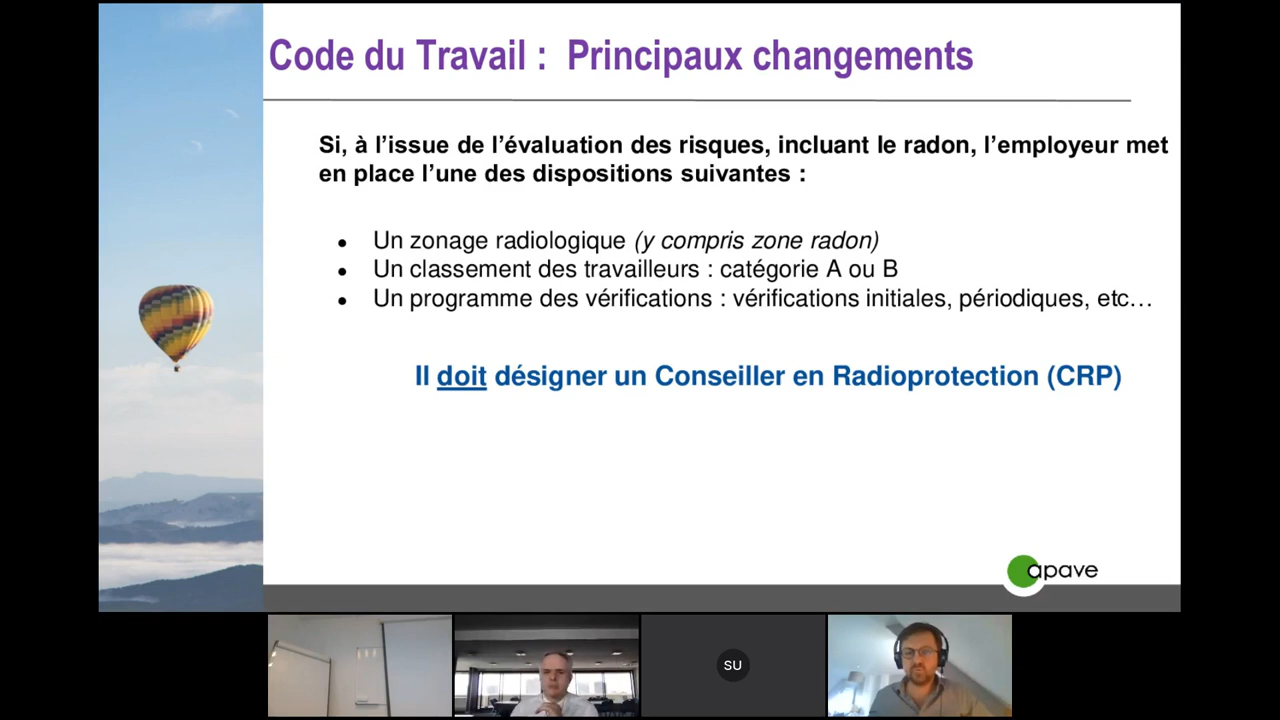 Code du Travail : Principaux changements
Si, à l’issue de l’évaluation des risques, incluant le radon, l’employeur met
en place l’une des dispositions suivantes :
● Un zonage radiologique (y compris zone radon)
● Un classement des travailleurs : catégorie A ou B
● Un programme des vérifications : vérifications initiales, périodiques, etc…
Il doit désigner un Conseiller en Radioprotection (CRP)
apave
SU